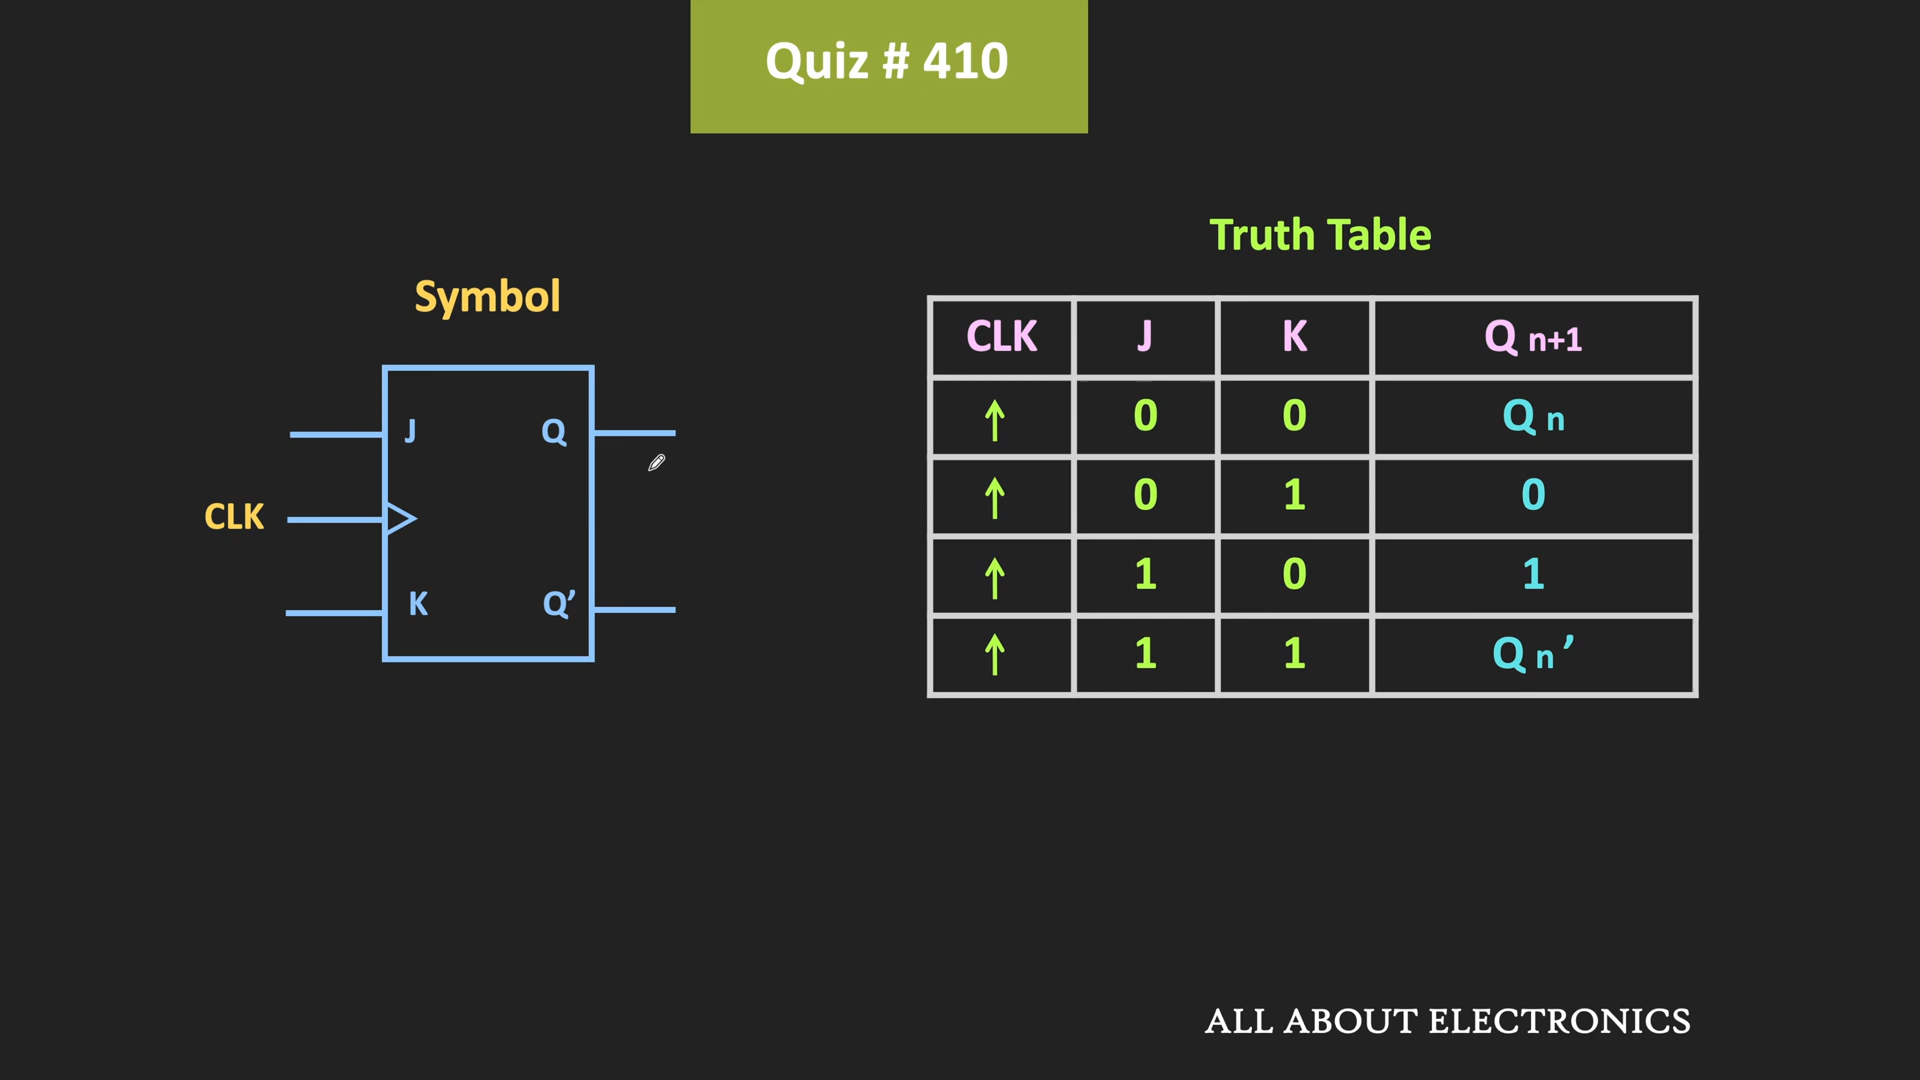 Quiz # 410
Symbol
J Q
CLK
K Q’
Truth Table
CLK J K Q n+1
↑ 0 0 Q n
↑ 0 1 0
↑ 1 0 1
↑ 1 1 Q n ’
ALL ABOUT ELECTRONICS